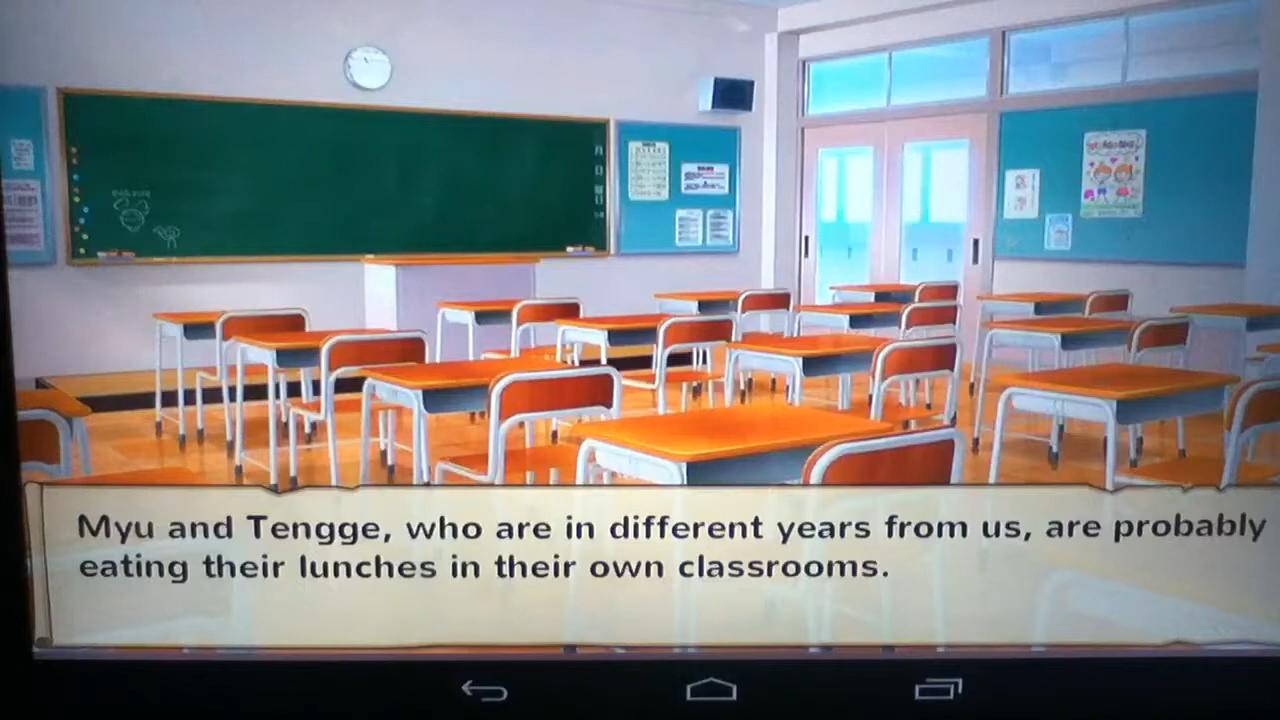 Myu and Tengge, who are in different years from us, are probably
eating their lunches in their own classrooms.